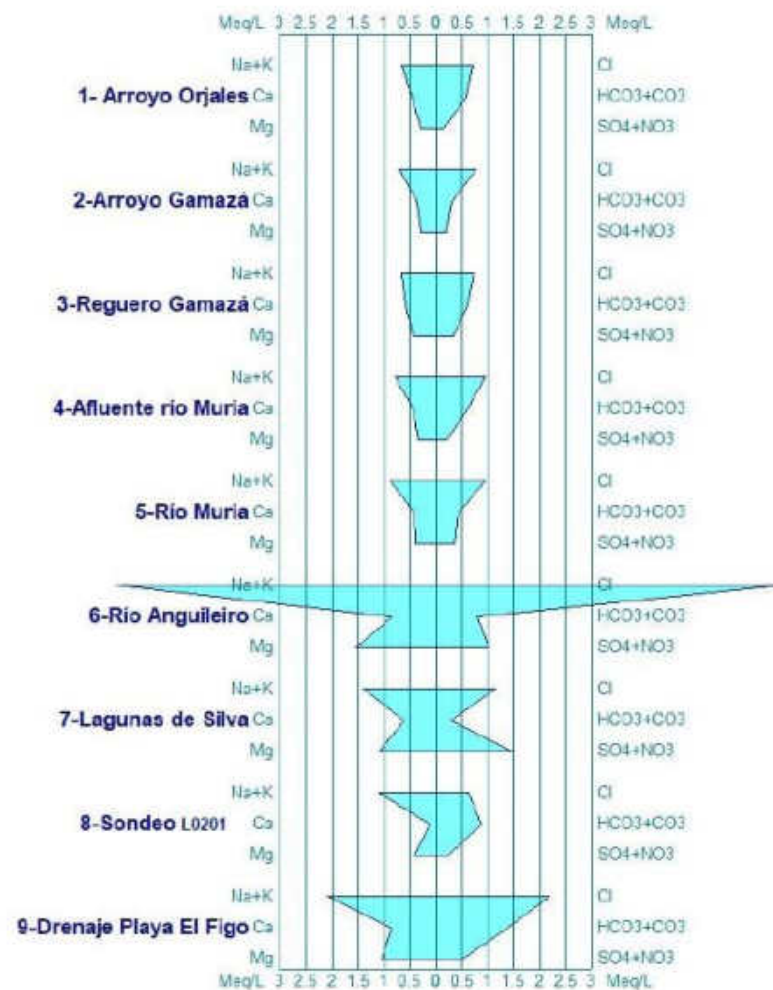 Meq/L 3 2.5 2 1.5 1 0.5 0 0.5 1 1.5 2 2.5 3 Meq/L
Na+K Cl
1- Arroyo Orjales Ca HCO3+CO3
Mg SO4+NO3
Na+K Cl
2-Arroyo Gamazá Ca HCO3+CO3
Mg SO4+NO3
Na+K Cl
3-Reguero Gamazá Ca HCO3+CO3
Mg SO4+NO3
Na+K Cl
4-Afluente río Muria Ca HCO3+CO3
Mg SO4+NO3
Na+K Cl
5-Río Muria Ca HCO3+CO3
Mg SO4+NO3
Na+K Cl
6-Río Anguileiro Ca HCO3+CO3
Mg SO4+NO3
Na+K Cl
7-Lagunas de Silva Ca HCO3+CO3
Mg SO4+NO3
Na+K Cl
8-Sondeo L0201 Ca HCO3+CO3
Mg SO4+NO3
Na+K Cl
9-Drenaje Playa El Figo Ca HCO3+CO3
Mg SO4+NO3
Meq/L 3 2.5 2 1.5 1 0.5 0 0.5 1 1.5 2 2.5 3 Meq/L